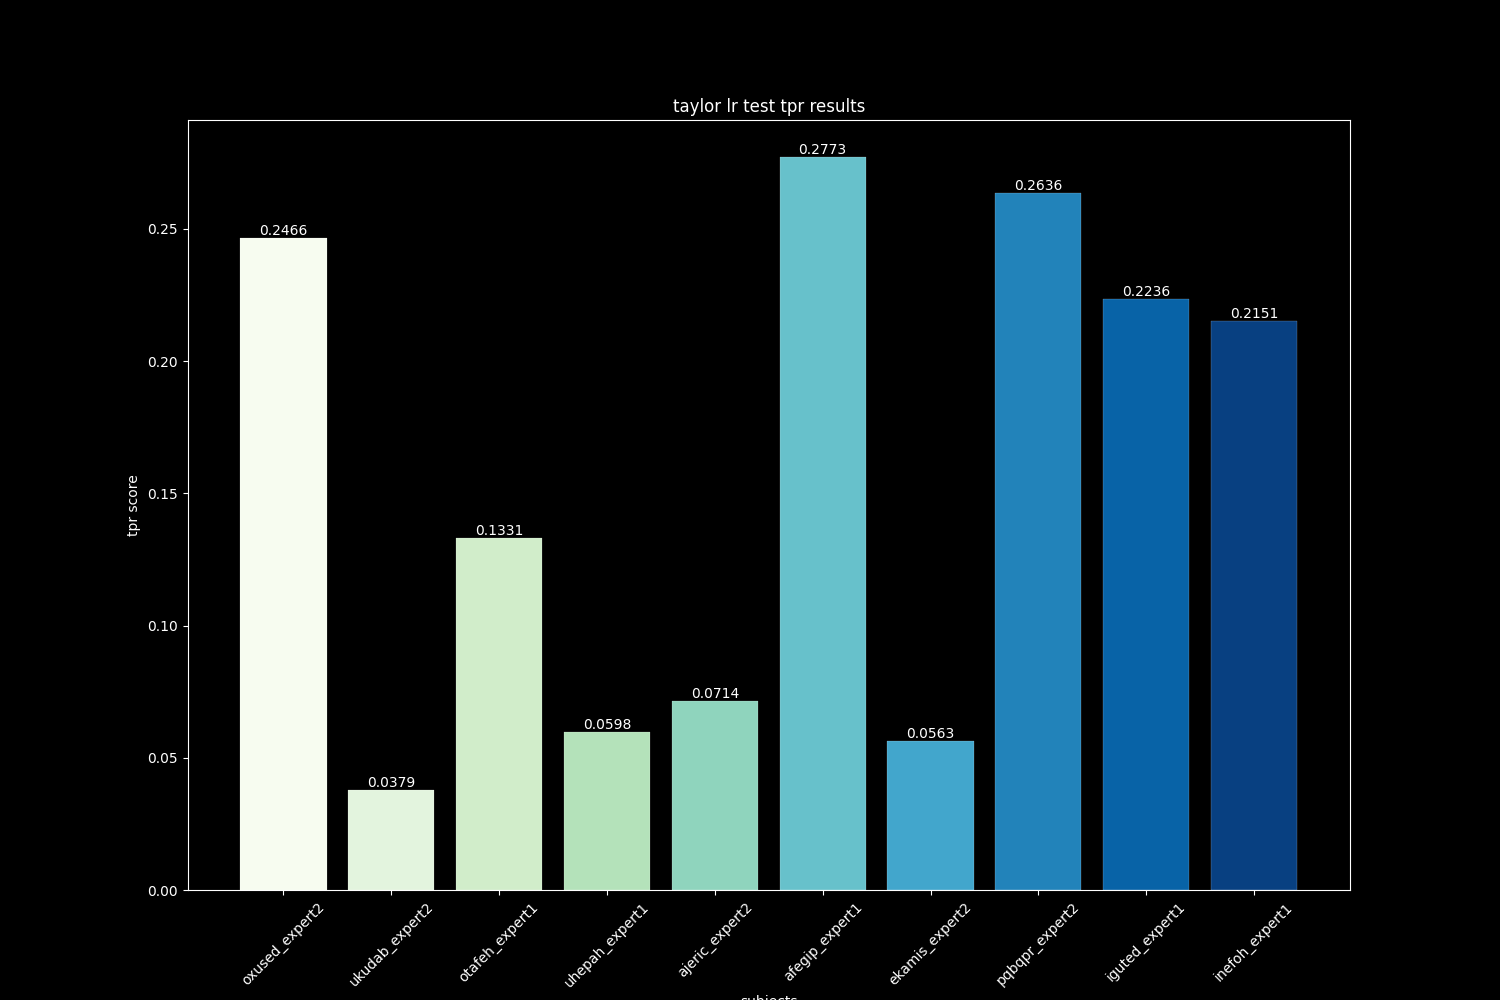 taylor lr test tpr results
tpr score
0.25
0.20
0.15
0.10
0.05
0.00
0.2466
0.0379
0.1331
0.0598
0.0714
0.2773
0.0563
0.2636
0.2236
0.2151
oxused_expert2
ukudab_expert2
otafeh_expert1
uhepah_expert1
ajeric_expert2
afegip_expert1
ekamis_expert2
pqbqpr_expert2
iguted_expert1
inefoh_expert1
subjects